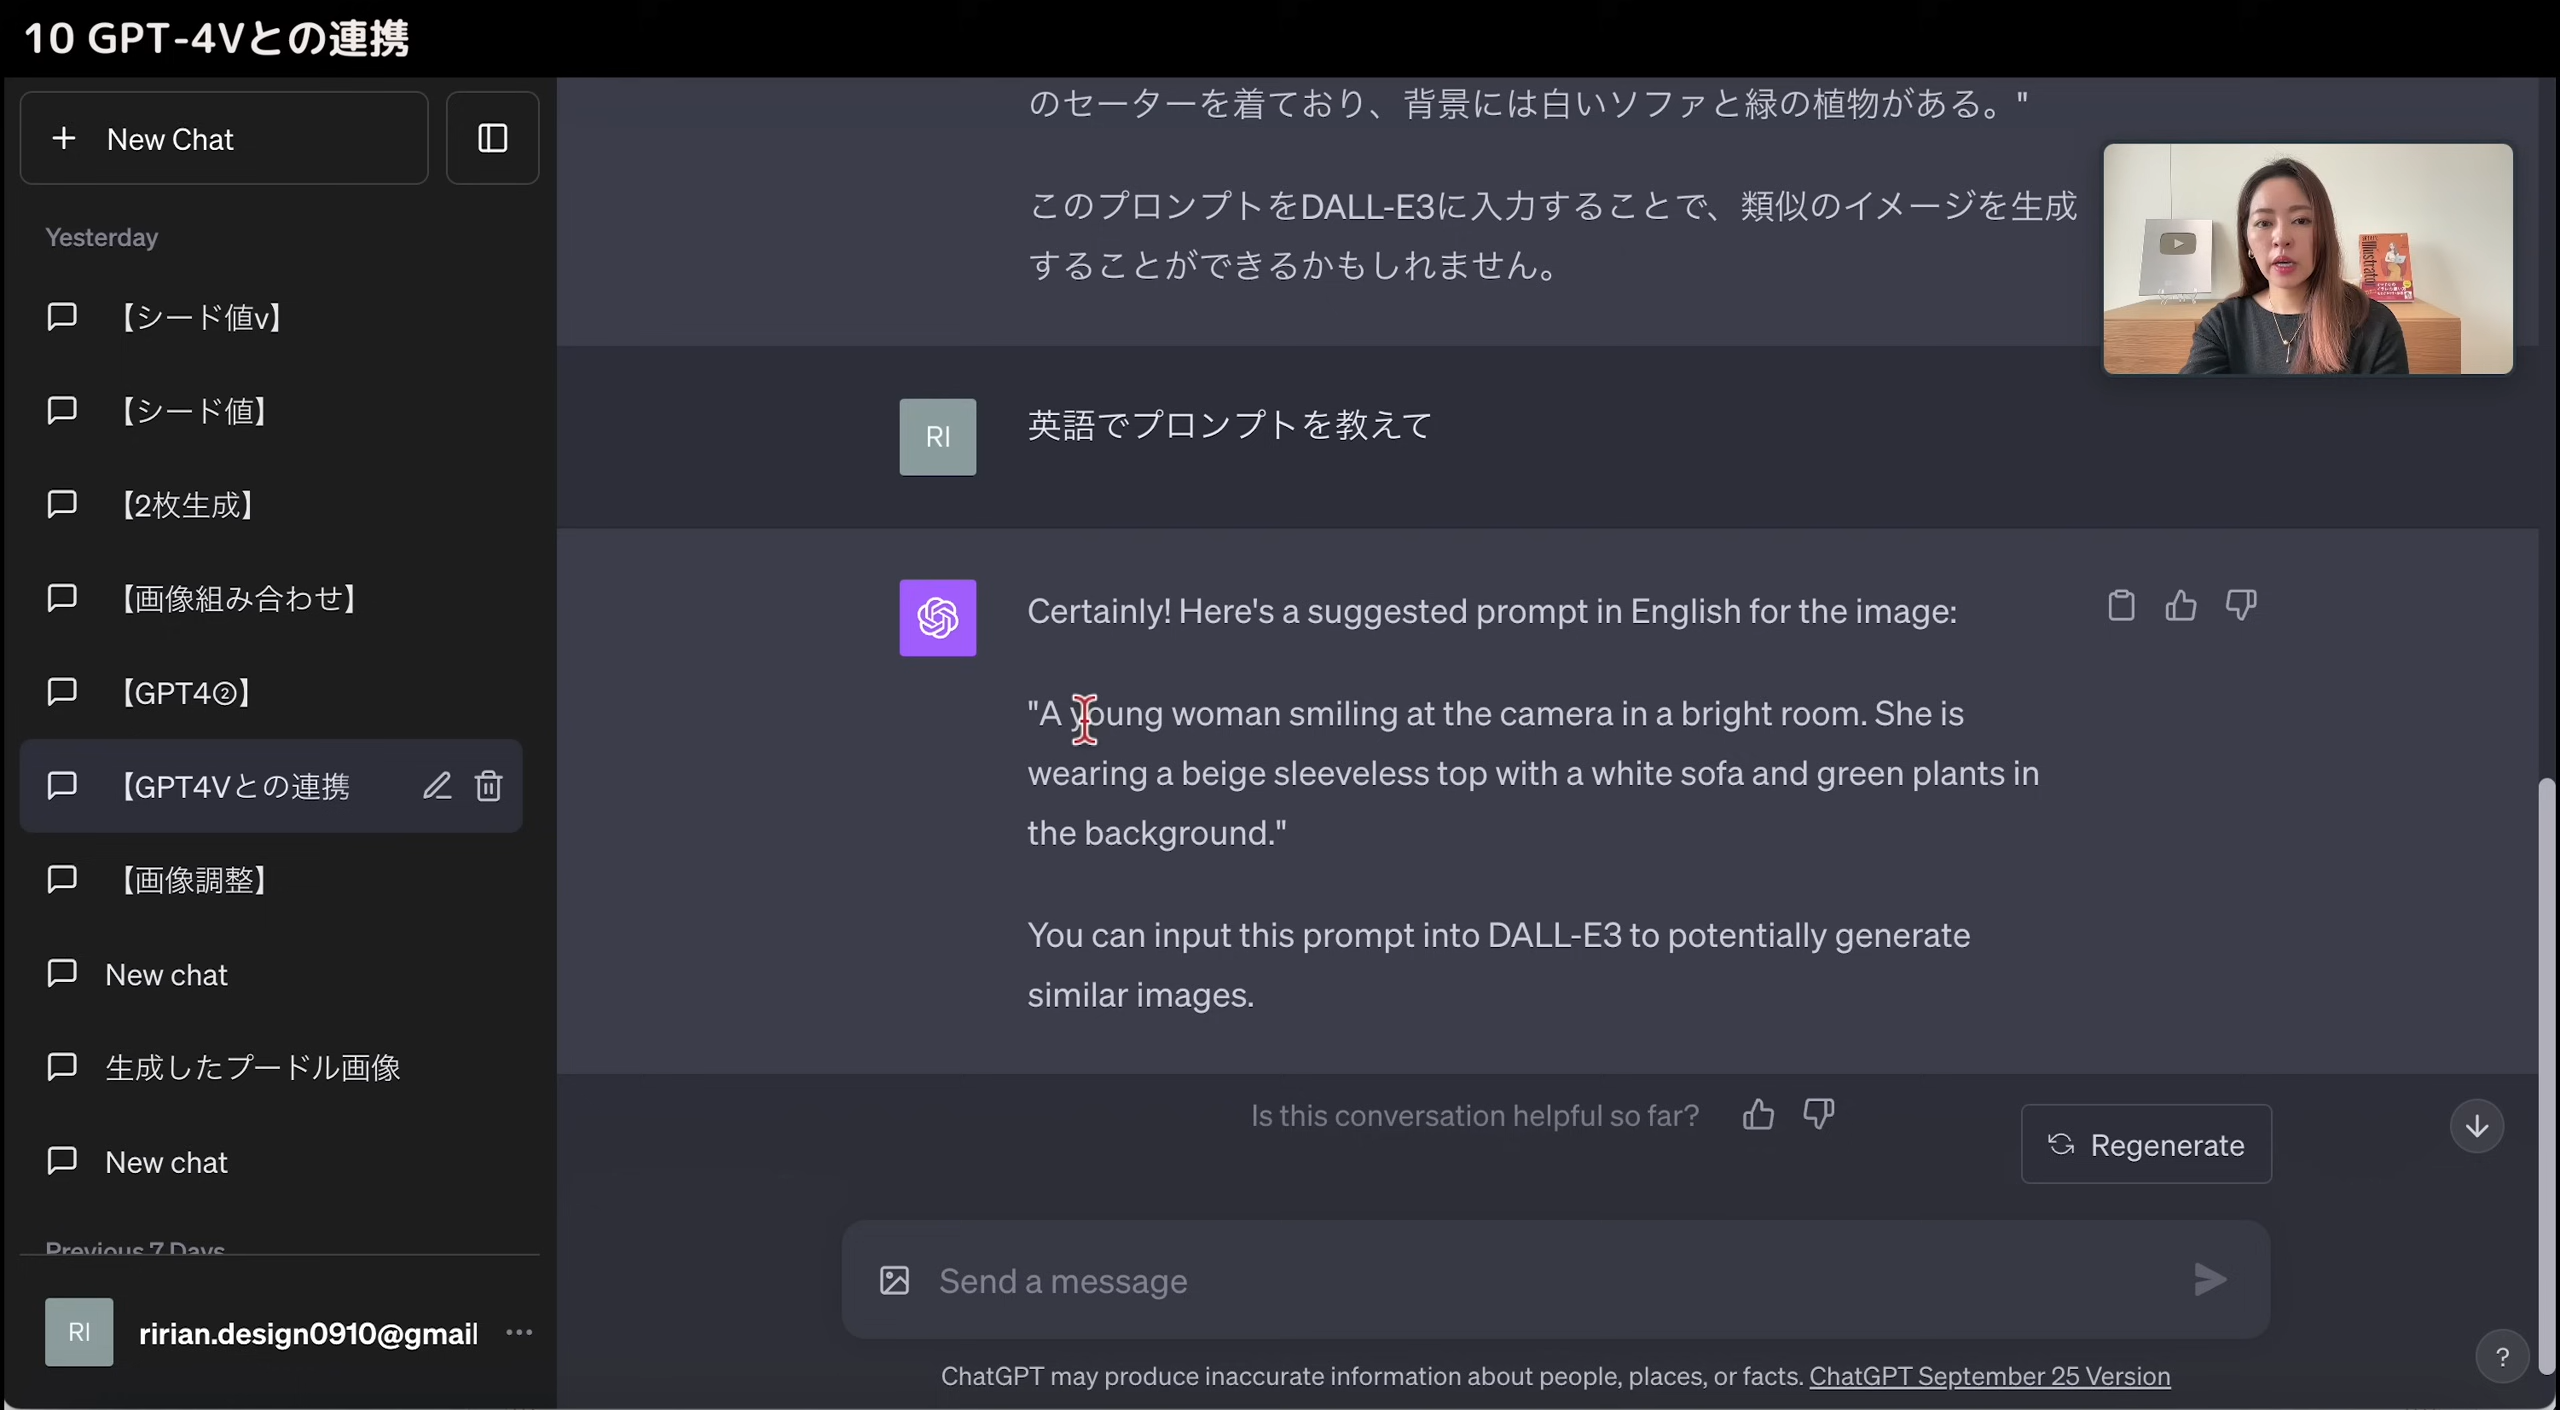 10 GPT-4Vとの連携
New Chat
Yesterday
【シード値v】
【シード値】
【2枚生成】
【画像組み合わせ】
【GPT4②】
【GPT4Vとの連携
【画像調整】
New chat
生成したプードル画像
New chat
Previous 7 Days
RI
ririan.design0910@gmail
のセーターを着ており、背景には白いソファと緑の植物がある。"
このプロンプトをDALL-E3に入力することで、類似のイメージを生成
することができるかもしれません。
RI
英語でプロンプトを教えて
Certainly! Here's a suggested prompt in English for the image:
"A young woman smiling at the camera in a bright room. She is
wearing a beige sleeveless top with a white sofa and green plants in
the background."
You can input this prompt into DALL-E3 to potentially generate
similar images.
Is this conversation helpful so far?
Regenerate
Send a message
ChatGPT may produce inaccurate information about people, places, or facts. ChatGPT September 25 Version
?
Illustrator